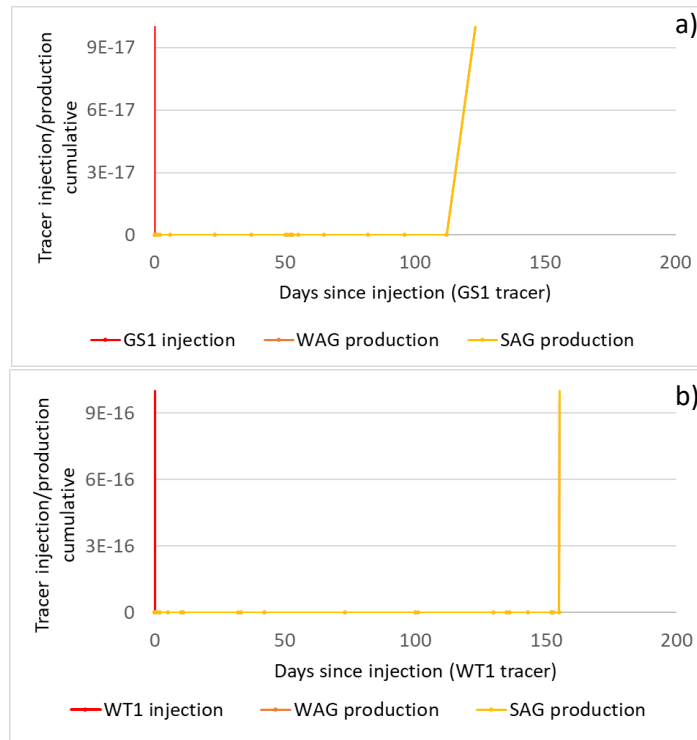 a)
9E-17
6E-17
3E-17
0
Tracer injection/production
cumulative
0 50 100 150 200
Days since injection (GS1 tracer)
GS1 injection WAG production SAG production
b)
9E-16
6E-16
3E-16
0
Tracer injection/production
cumulative
0 50 100 150 200
Days since injection (WT1 tracer)
WT1 injection WAG production SAG production